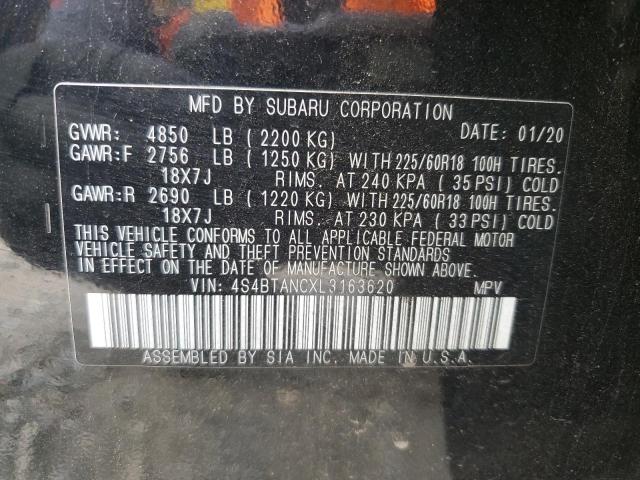 MFD BY SUBARU CORPORATION
GVWR: 4850 LB (2200 KG) DATE: 01/20
GAWR:F 2756 LB (1250 KG) WITH 225/60R18 100H TIRES.
18X7J RIMS. AT 240 KPA (35 PSI) COLD
GAWR:R 2690 LB (1220 KG) WITH 225/60R18 100H TIRES.
18X7J RIMS. AT 230 KPA (33 PSI) COLD
THIS VEHICLE CONFORMS TO ALL APPLICABLE FEDERAL MOTOR
VEHICLE SAFETY AND THEFT PREVENTION STANDARDS
IN EFFECT ON THE DATE OF MANUFACTURE SHOWN ABOVE.
VIN: 4S4BTANCXL3163620 MPV
ASSEMBLED BY SIA INC. MADE IN U.S.A.